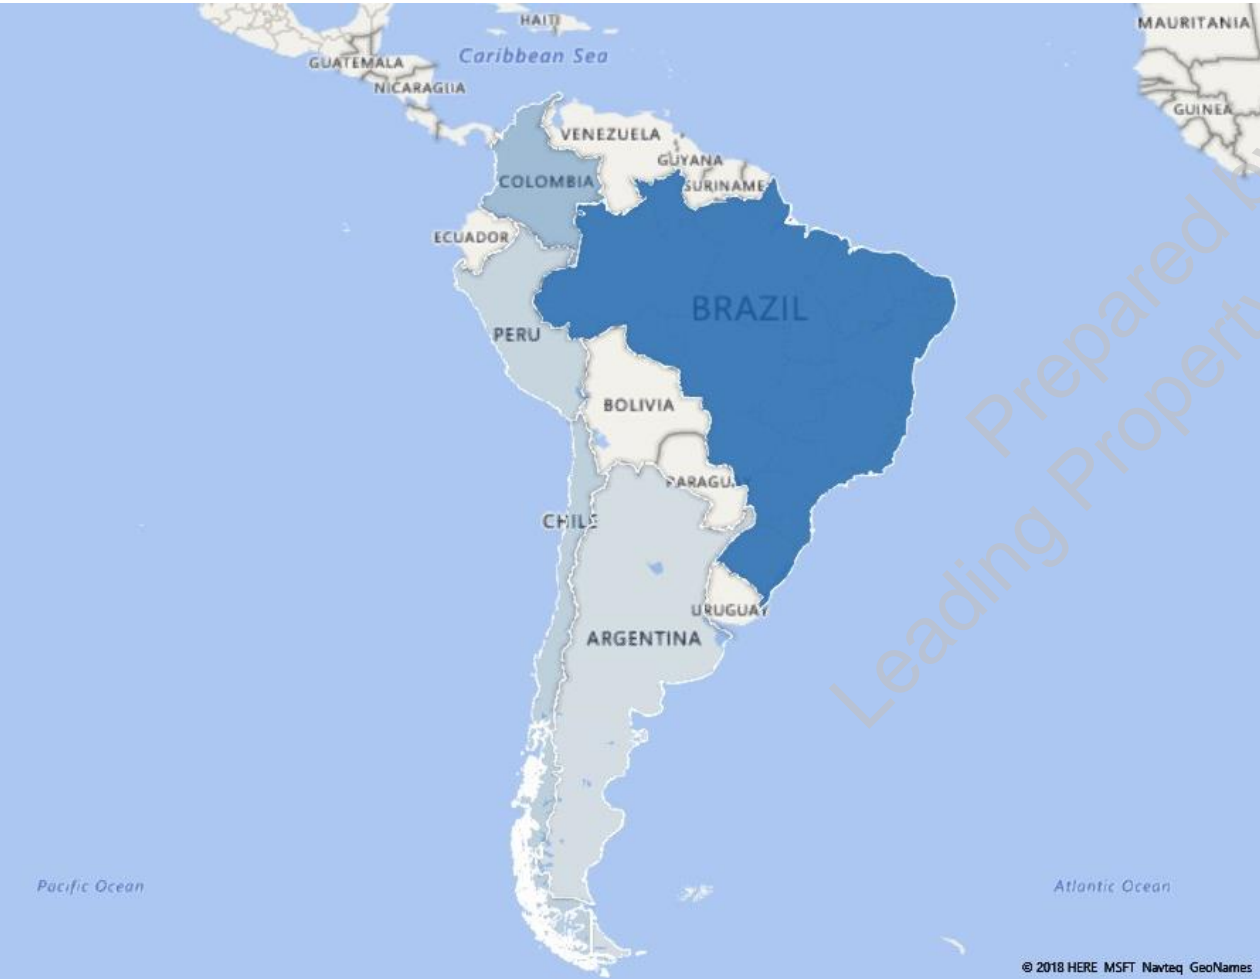 HAITI
MAURITANIA
Caribbean Sea
GUATEMALA
NICARAGUA
GUINEA
VENEZUELA
GUYANA
COLOMBIA
SURINAME
ECUADOR
BRAZIL
PERU
BOLIVIA
PARAGU
CHILE
URUGUAY
ARGENTINA
Prepared b
Leading Property
Pacific Ocean
Atlantic Ocean
© 2018 HERE MSFT Navteq GeoNames